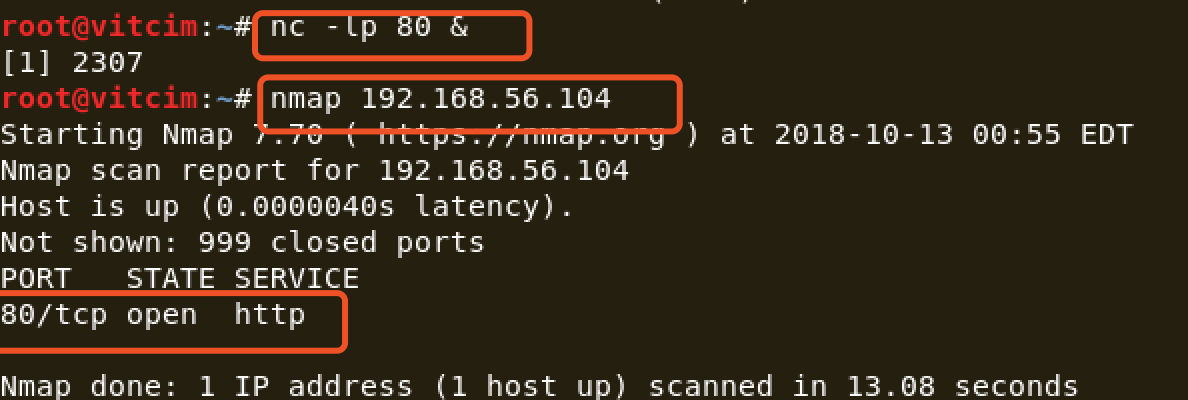 root@vitcim:~# nc -lp 80 &
[1] 2307
root@vitcim:~# nmap 192.168.56.104
Starting Nmap 7.70 ( https://nmap.org ) at 2018-10-13 00:55 EDT
Nmap scan report for 192.168.56.104
Host is up (0.0000040s latency).
Not shown: 999 closed ports
PORT   STATE SERVICE
80/tcp open  http
Nmap done: 1 IP address (1 host up) scanned in 13.08 seconds